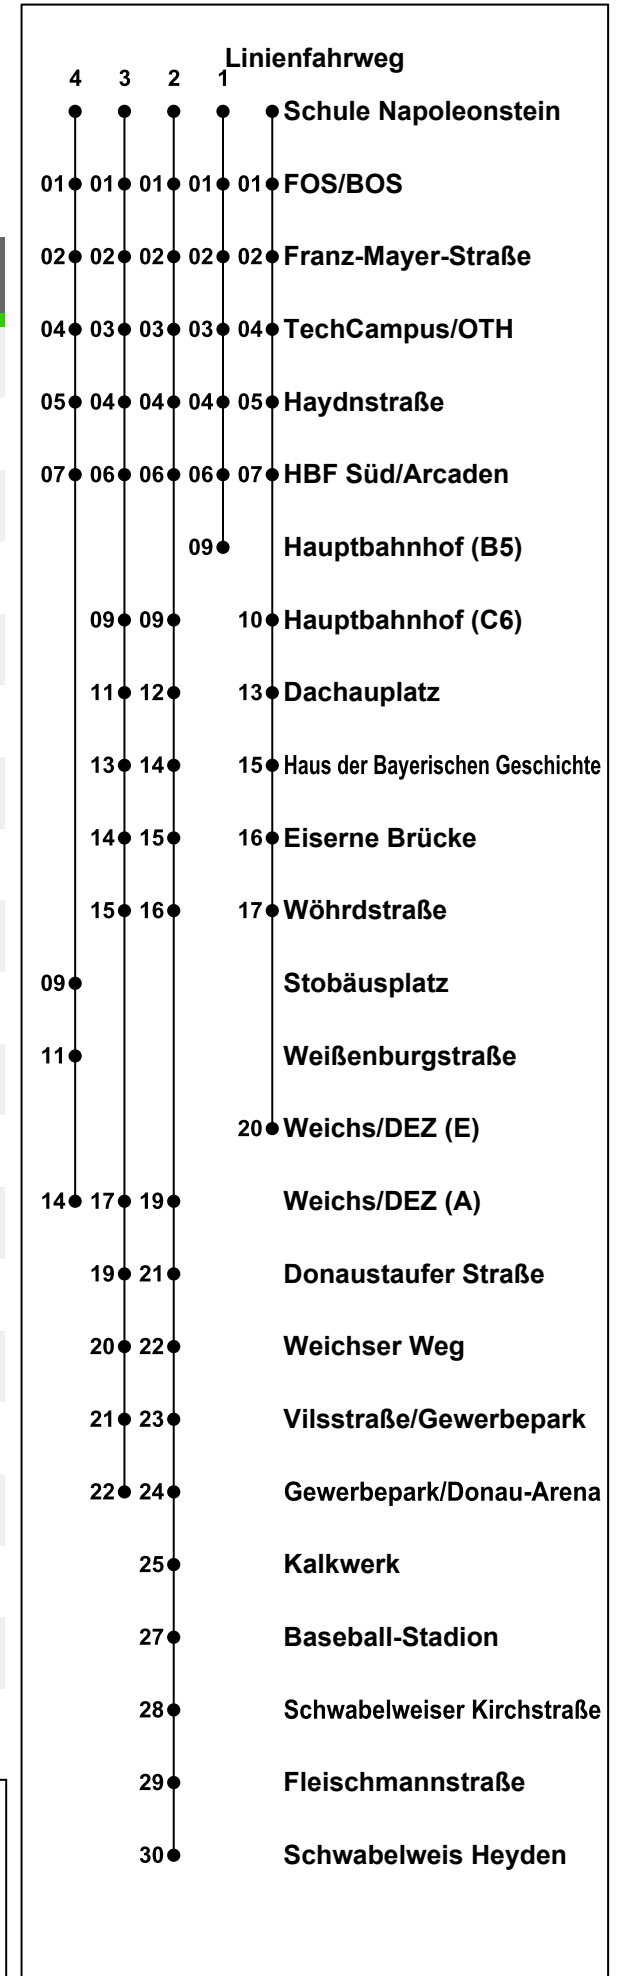 Linienfahrweg
4 3 2 1
Schule Napoleonstein
01 01 01 01 01 FOS/BOS
02 02 02 02 02 Franz-Mayer-Straße
04 03 03 03 04 TechCampus/OTH
05 04 04 04 05 Haydnstraße
07 06 06 06 07 HBF Süd/Arcaden
09 Hauptbahnhof (B5)
09 09 10 Hauptbahnhof (C6)
11 12 13 Dachauplatz
13 14 15 Haus der Bayerischen Geschichte
14 15 16 Eiserne Brücke
15 16 17 Wöhrdstraße
09 Stobäusplatz
11 Weißenburgstraße
20 Weichs/DEZ (E)
14 17 19 Weichs/DEZ (A)
19 21 Donaustaufer Straße
20 22 Weichser Weg
21 23 Vilsstraße/Gewerbepark
22 24 Gewerbepark/Donau-Arena
25 Kalkwerk
27 Baseball-Stadion
28 Schwabelweiser Kirchstraße
29 Fleischmannstraße
30 Schwabelweis Heyden